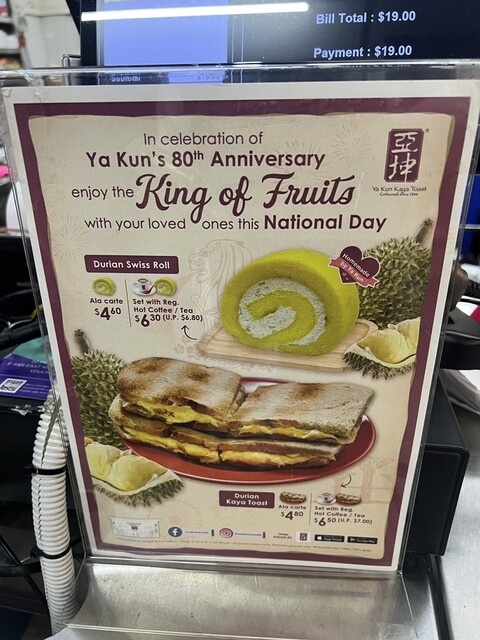 Bill Total : $19.00
Payment : $19.00
In celebration of
Ya Kun's 80th Anniversary
enjoy the King of Fruits
with your loved ones this National Day
亞坤
Ya Kun Kaya Toast
Homemade
by Ya Kun
Durian Swiss Roll
Ala carte
$4.60
Set with Reg.
Hot Coffee / Tea
$6.30 (U.P. $6.80)
Durian
Kaya Toast
Ala carte
$4.80
Set with Reg.
Hot Coffee / Tea
$6.50 (U.P. $7.00)